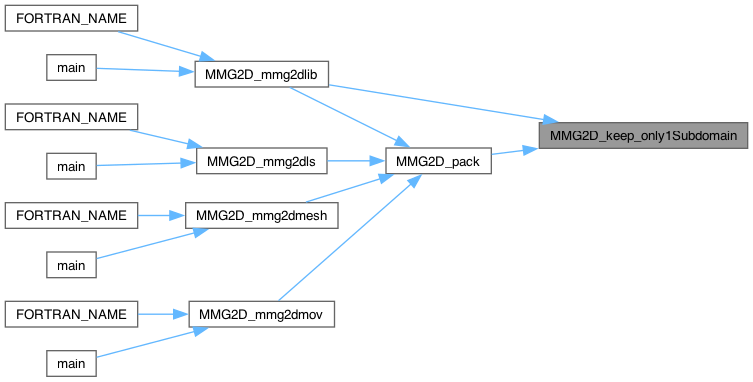 FORTRAN_NAME
main
MMG2D_mmg2dlib
FORTRAN_NAME
main
MMG2D_mmg2dls
MMG2D_pack
MMG2D_keep_only1Subdomain
FORTRAN_NAME
main
MMG2D_mmg2dmesh
FORTRAN_NAME
main
MMG2D_mmg2dmov